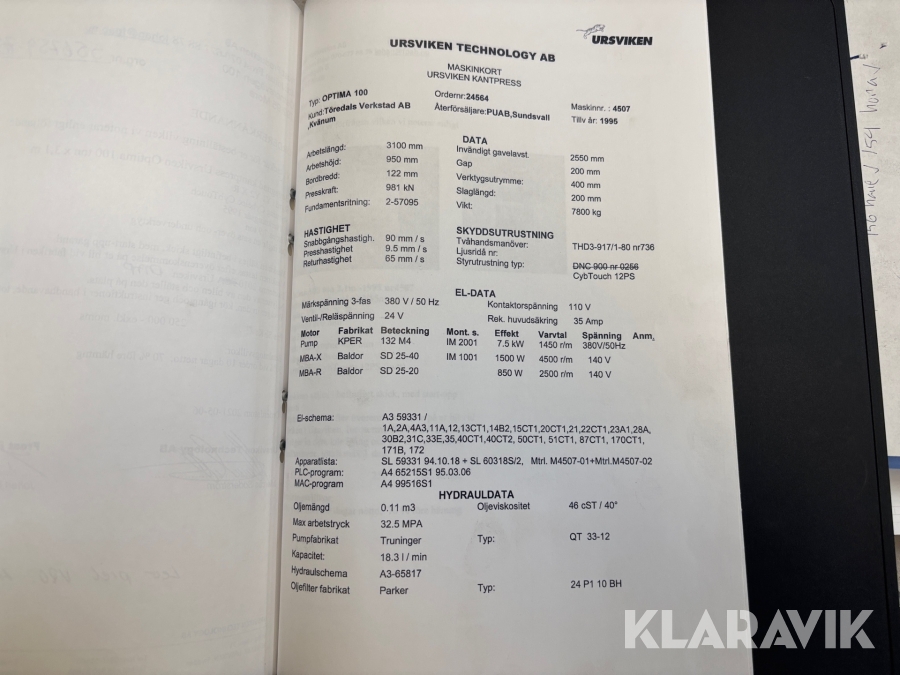 URSVIKEN
URSVIKEN TECHNOLOGY AB
MASKINKORT
URSVIKEN KANTPRESS
Typ: OPTIMA 100 Ordernr:24564 Maskinnr. : 4507
Kund:Töredals Verkstad AB Återförsäljare:PUAB,Sundsvall Tillv år: 1995
,Kvänum
DATA
Arbetslängd: 3100 mm Invändigt gavelavst. 2550 mm
Arbetshöjd: 950 mm Gap 200 mm
Bordbredd: 122 mm Verktygsutrymme: 400 mm
Presskraft: 981 kN Slaglängd: 200 mm
Fundamentsritning: 2-57095 Vikt: 7800 kg
HASTIGHET SKYDDSUTRUSTNING
Snabbgångshastigh. 90 mm / s Tvåhandsmanöver: THD3-917/1-80 nr736
Presshastighet 9.5 mm / s Ljusridå nr:
Returhastighet 65 mm / s Styrutrustning typ: DNC 900 nr 0256
CybTouch 12PS
EL-DATA
Märkspänning 3-fas 380 V / 50 Hz Kontaktorspänning 110 V
Ventil-/Reläspänning 24 V Rek. huvudsäkring 35 Amp
Motor Fabrikat Beteckning Mont. s. Effekt Varvtal Spänning Anm.
Pump KPER 132 M4 IM 2001 7.5 kW 1450 r/m 380V/50Hz
MBA-X Baldor SD 25-40 IM 1001 1500 W 4500 r/m 140 V
MBA-R Baldor SD 25-20 850 W 2500 r/m 140 V
El-schema: A3 59331 /
1A,2A,4A3,11A,12,13CT1,14B2,15CT1,20CT1,21,22CT1,23A1,28A,
30B2,31C,33E,35,40CT1,40CT2, 50CT1, 51CT1, 87CT1, 170CT1,
171B, 172
Apparatlista: SL 59331 94.10.18 + SL 60318S/2, Mtrl. M4507-01+Mtrl.M4507-02
PLC-program: A4 65215S1 95.03.06
MAC-program A4 99516S1
HYDRAULDATA
Oljemängd 0.11 m3 Oljeviskositet 46 cST / 40°
Max arbetstryck 32.5 MPA
Pumpfabrikat Truninger Typ: QT 33-12
Kapacitet: 18.3 l / min
Hydraulschema A3-65817
Oljefilter fabrikat Parker Typ: 24 P1 10 BH
KLARAVIK